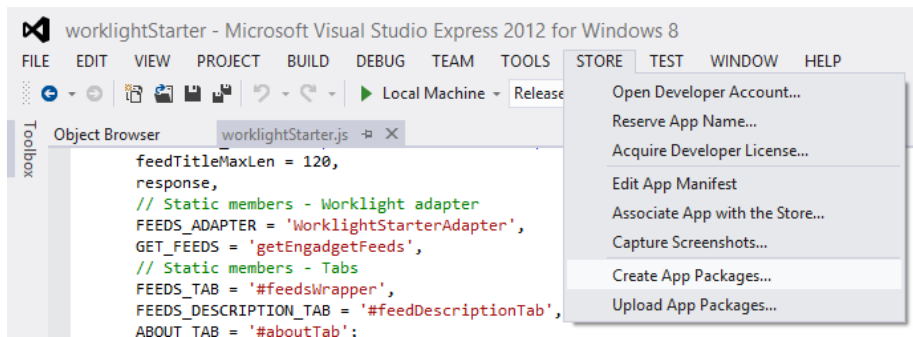 worklightStarter - Microsoft Visual Studio Express 2012 for Windows 8
FILE EDIT VIEW PROJECT BUILD DEBUG TEAM TOOLS STORE TEST WINDOW HELP
Local Machine Release
Open Developer Account...
Reserve App Name...
Acquire Developer License...
Edit App Manifest
Associate App with the Store...
Capture Screenshots...
Create App Packages...
Upload App Packages...
Toolbox
Object Browser worklightStarter.js
feedTitleMaxLen = 120,
response,
// Static members - Worklight adapter
FEEDS_ADAPTER = 'WorklightStarterAdapter',
GET_FEEDS = 'getEngadgetFeeds',
// Static members - Tabs
FEEDS_TAB = '#feedsWrapper',
FEEDS_DESCRIPTION_TAB = '#feedDescriptionTab',
ABOUT_TAB = '#aboutTab';